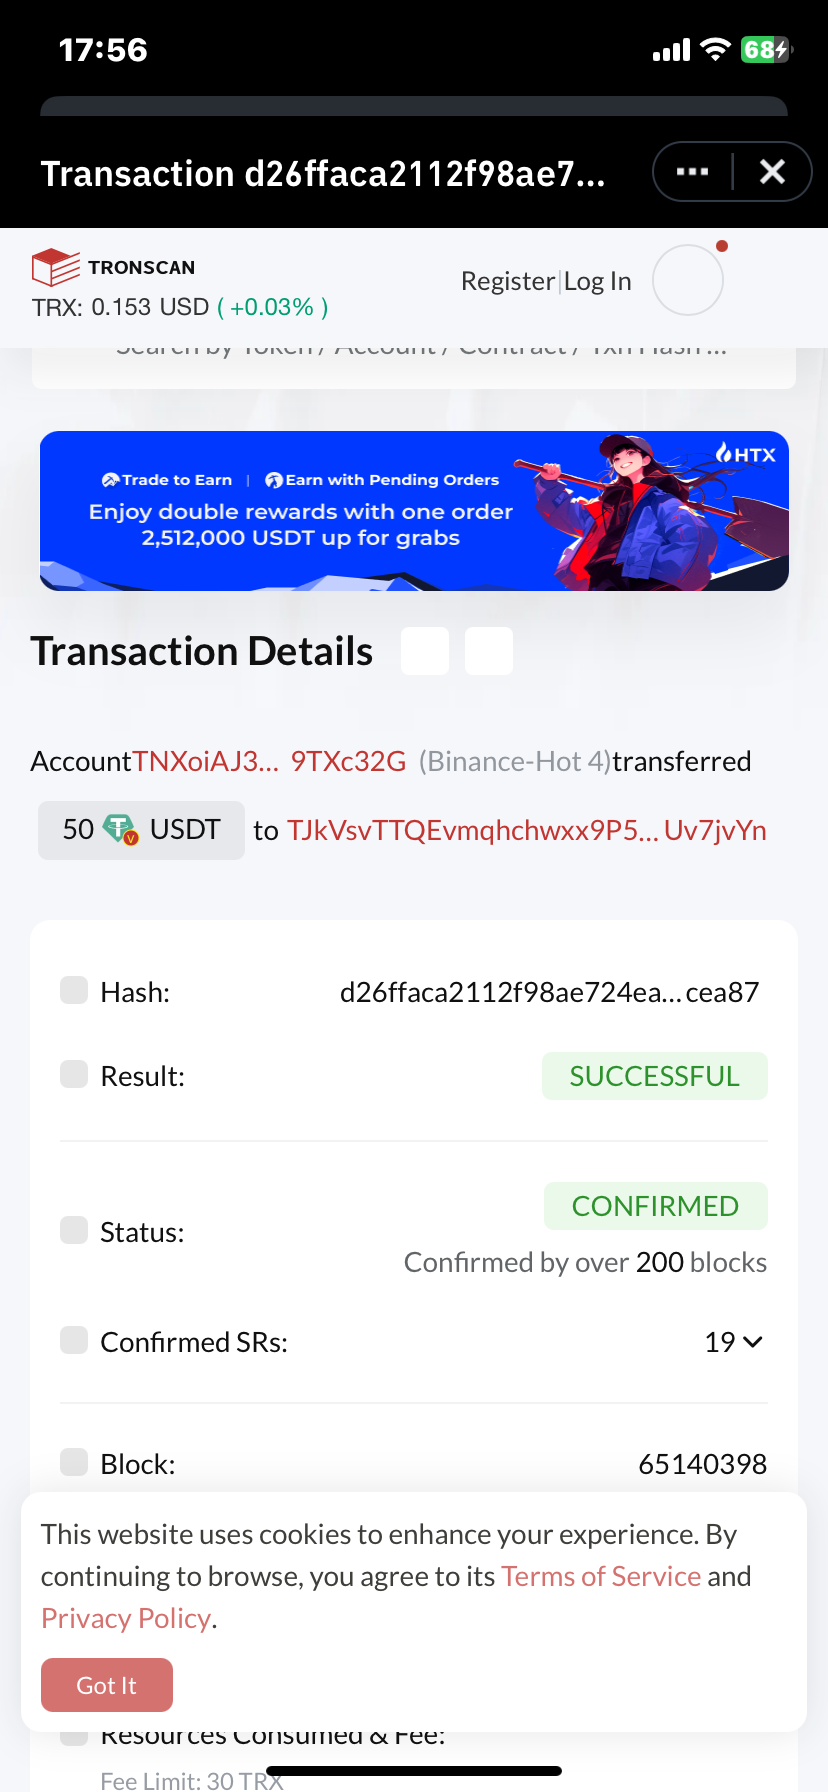 17:56
68
Transaction d26ffaca2112f98ae7...
TRONSCAN
TRX: 0.153 USD ( +0.03% )
Register|Log In
Search by Token / Account / Contract / Txn Hash ...
HTX
Trade to Earn | Earn with Pending Orders
Enjoy double rewards with one order
2,512,000 USDT up for grabs
Transaction Details
AccountTNXoiAJ3... 9TXc32G (Binance-Hot 4)transferred
50 USDT to TJkVsvTTQEvmqhchwxx9P5... Uv7jvYn
Hash: d26ffaca2112f98ae724ea... cea87
Result: SUCCESSFUL
Status: CONFIRMED
Confirmed by over 200 blocks
Confirmed SRs: 19
Block: 65140398
This website uses cookies to enhance your experience. By
continuing to browse, you agree to its Terms of Service and
Privacy Policy.
Got It
Resources Consumed & Fee:
Fee Limit: 30 TRX